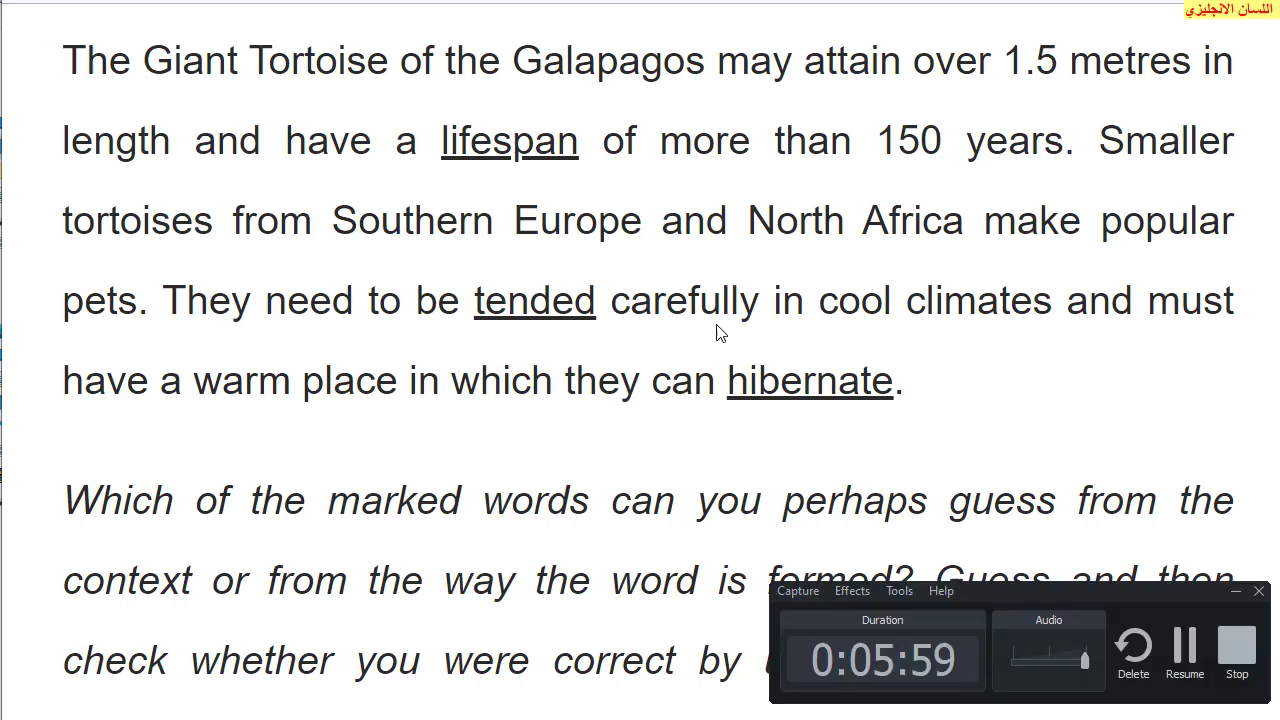 اللسان الانجليزي
The Giant Tortoise of the Galapagos may attain over 1.5 metres in
length and have a lifespan of more than 150 years. Smaller
tortoises from Southern Europe and North Africa make popular
pets. They need to be tended carefully in cool climates and must
have a warm place in which they can hibernate.
Which of the marked words can you perhaps guess from the
context or from the way the word is formed? Guess and then
check whether you were correct by
Capture Effects Tools Help
Duration
0:05:59
Audio
Delete
Resume
Stop